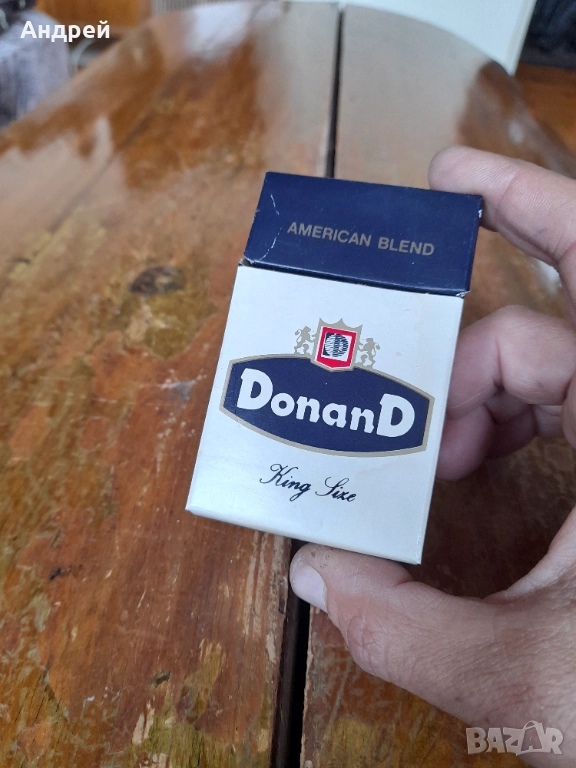 Андрей
AMERICAN BLEND
DonanD
King Size
BAZAR